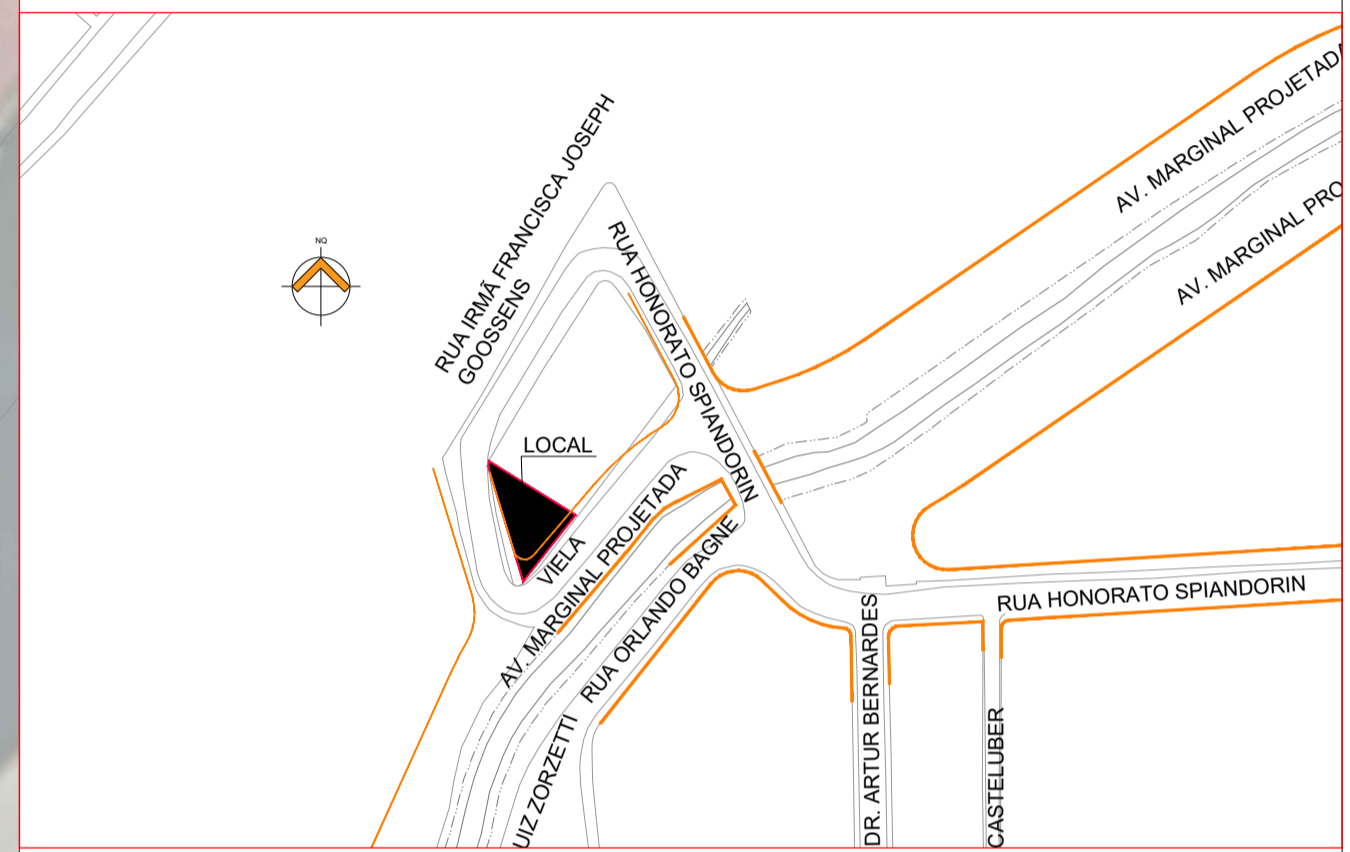 AV. MARGINAL PROJETADA
RUA IRMÃ FRANCISCA JOSEPH
GOOSSENS
RUA HONORATO SPIANDORIN
AV. MARGINAL PRO
NQ
LOCAL
VIELA
AV. MARGINAL PROJETADA
RUA ORLANDO BAGNE
RUA HONORATO SPIANDORIN
UIZ ZORZETTI
DR. ARTUR BERNARDES
CASTELUBER